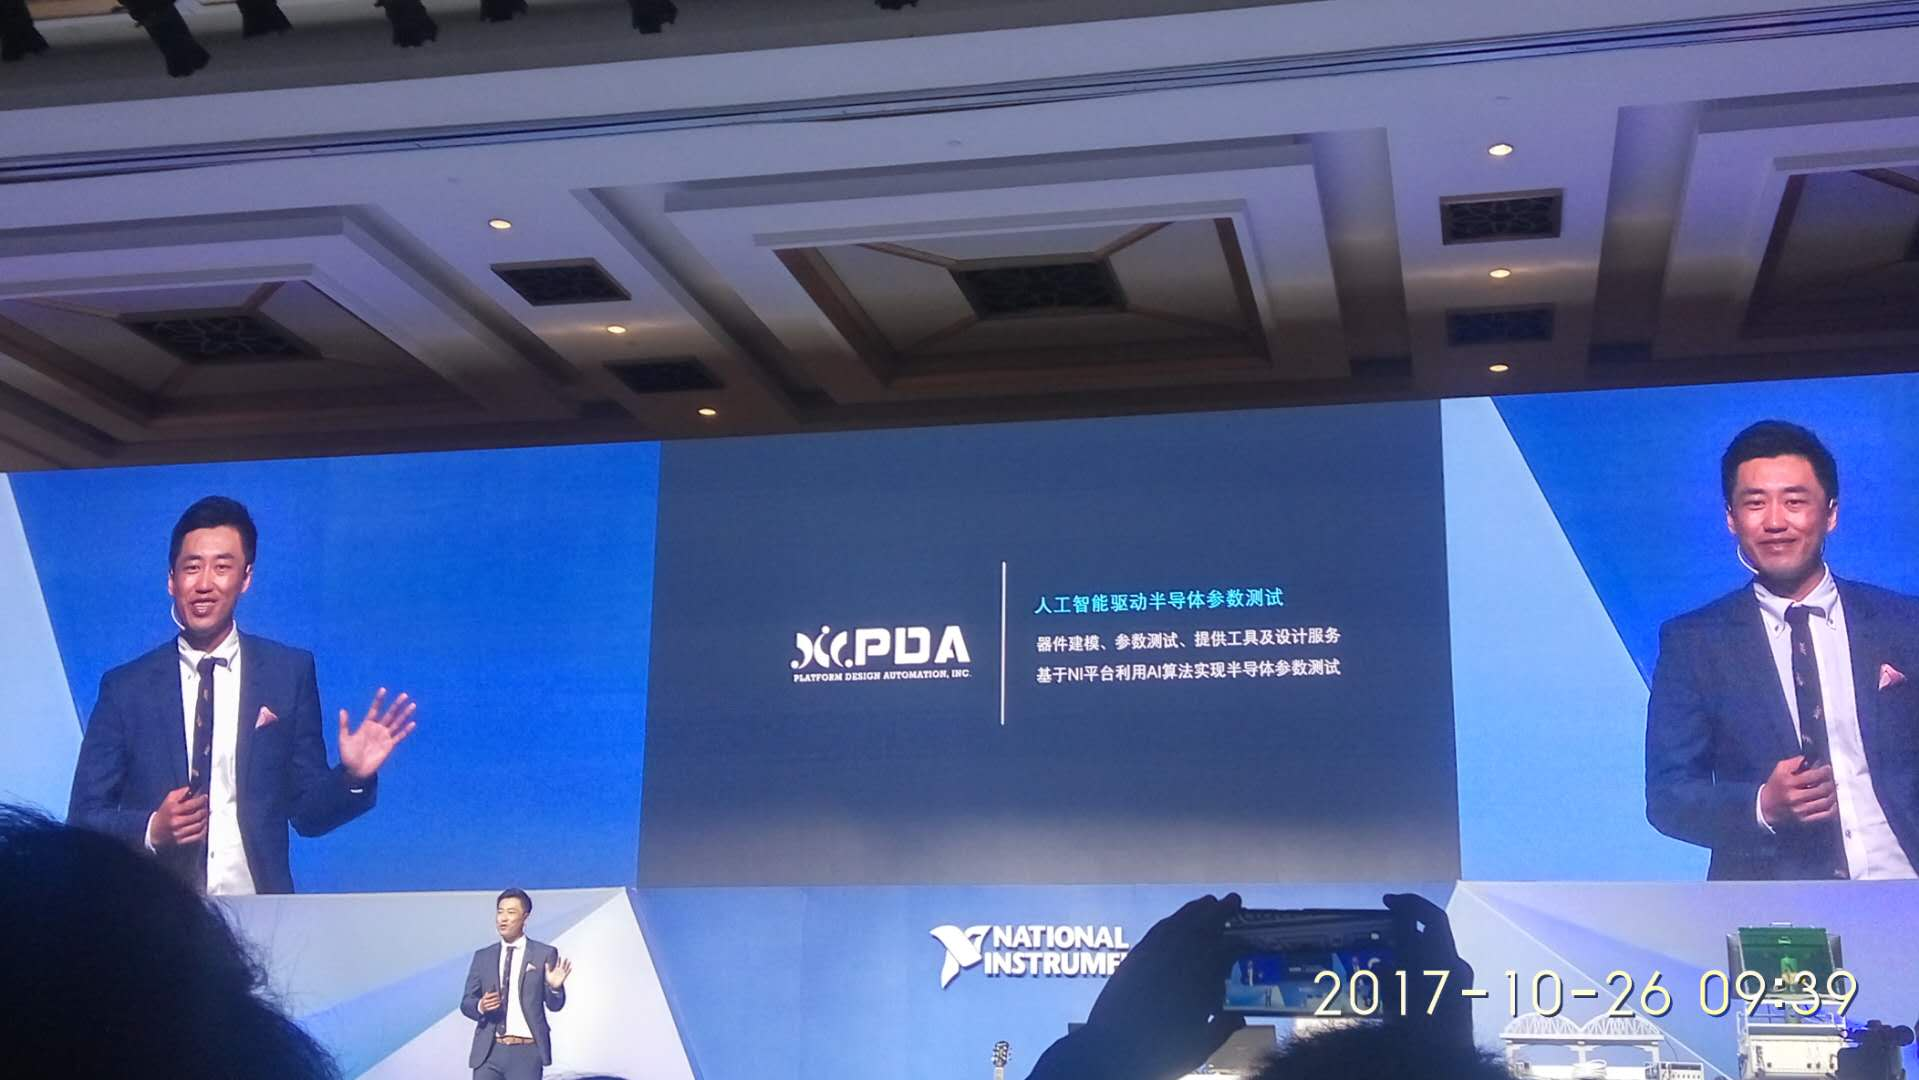 人工智能驱动半导体参数测试
PDA
PLATFORM DESIGN AUTOMATION, INC.
器件建模、参数测试、提供工具及设计服务
基于NI平台利用AI算法实现半导体参数测试
NATIONAL
INSTRUME
2017-10-26 09:39